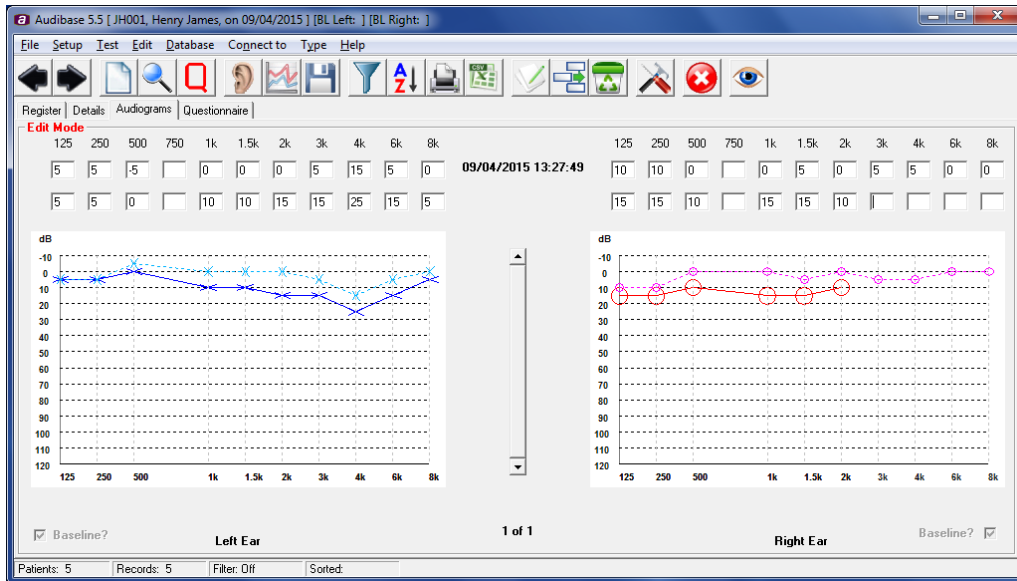 Audibase 5.5 [ JH001, Henry James, on 09/04/2015 ] [BL Left: ] [BL Right: ]
File Setup Test Edit Database Connect to Type Help
Q A Z CSV
Register Details Audiograms Questionnaire
Edit Mode
125 250 500 750 1k 1.5k 2k 3k 4k 6k 8k 125 250 500 750 1k 1.5k 2k 3k 4k 6k 8k
5 5 -5 0 0 0 5 15 5 0 09/04/2015 13:27:49 10 10 0 0 5 0 5 5 0 0
5 5 0 10 10 15 15 25 15 5 15 15 10 15 15 10
dB dB
-10 -10
0 0
10 10
20 20
30 30
40 40
50 50
60 60
70 70
80 80
90 90
100 100
110 110
120 120
125 250 500 1k 1.5k 2k 3k 4k 6k 8k 125 250 500 1k 1.5k 2k 3k 4k 6k 8k
Baseline? Left Ear 1 of 1 Right Ear Baseline?
Patients: 5 Records: 5 Filter: Off Sorted: